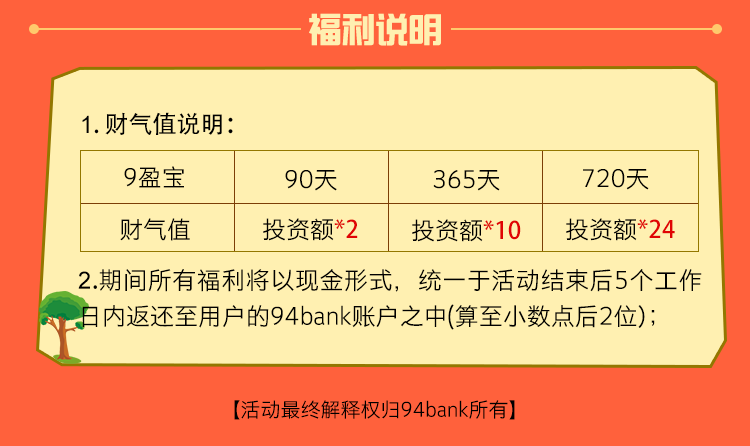 福利说明
1. 财气值说明：
9盈宝 90天 365天 720天
财气值 投资额*2 投资额*10 投资额*24
2.期间所有福利将以现金形式，统一于活动结束后5个工作
日内返还至用户的94bank账户之中(算至小数点后2位)；
【活动最终解释权归94bank所有】